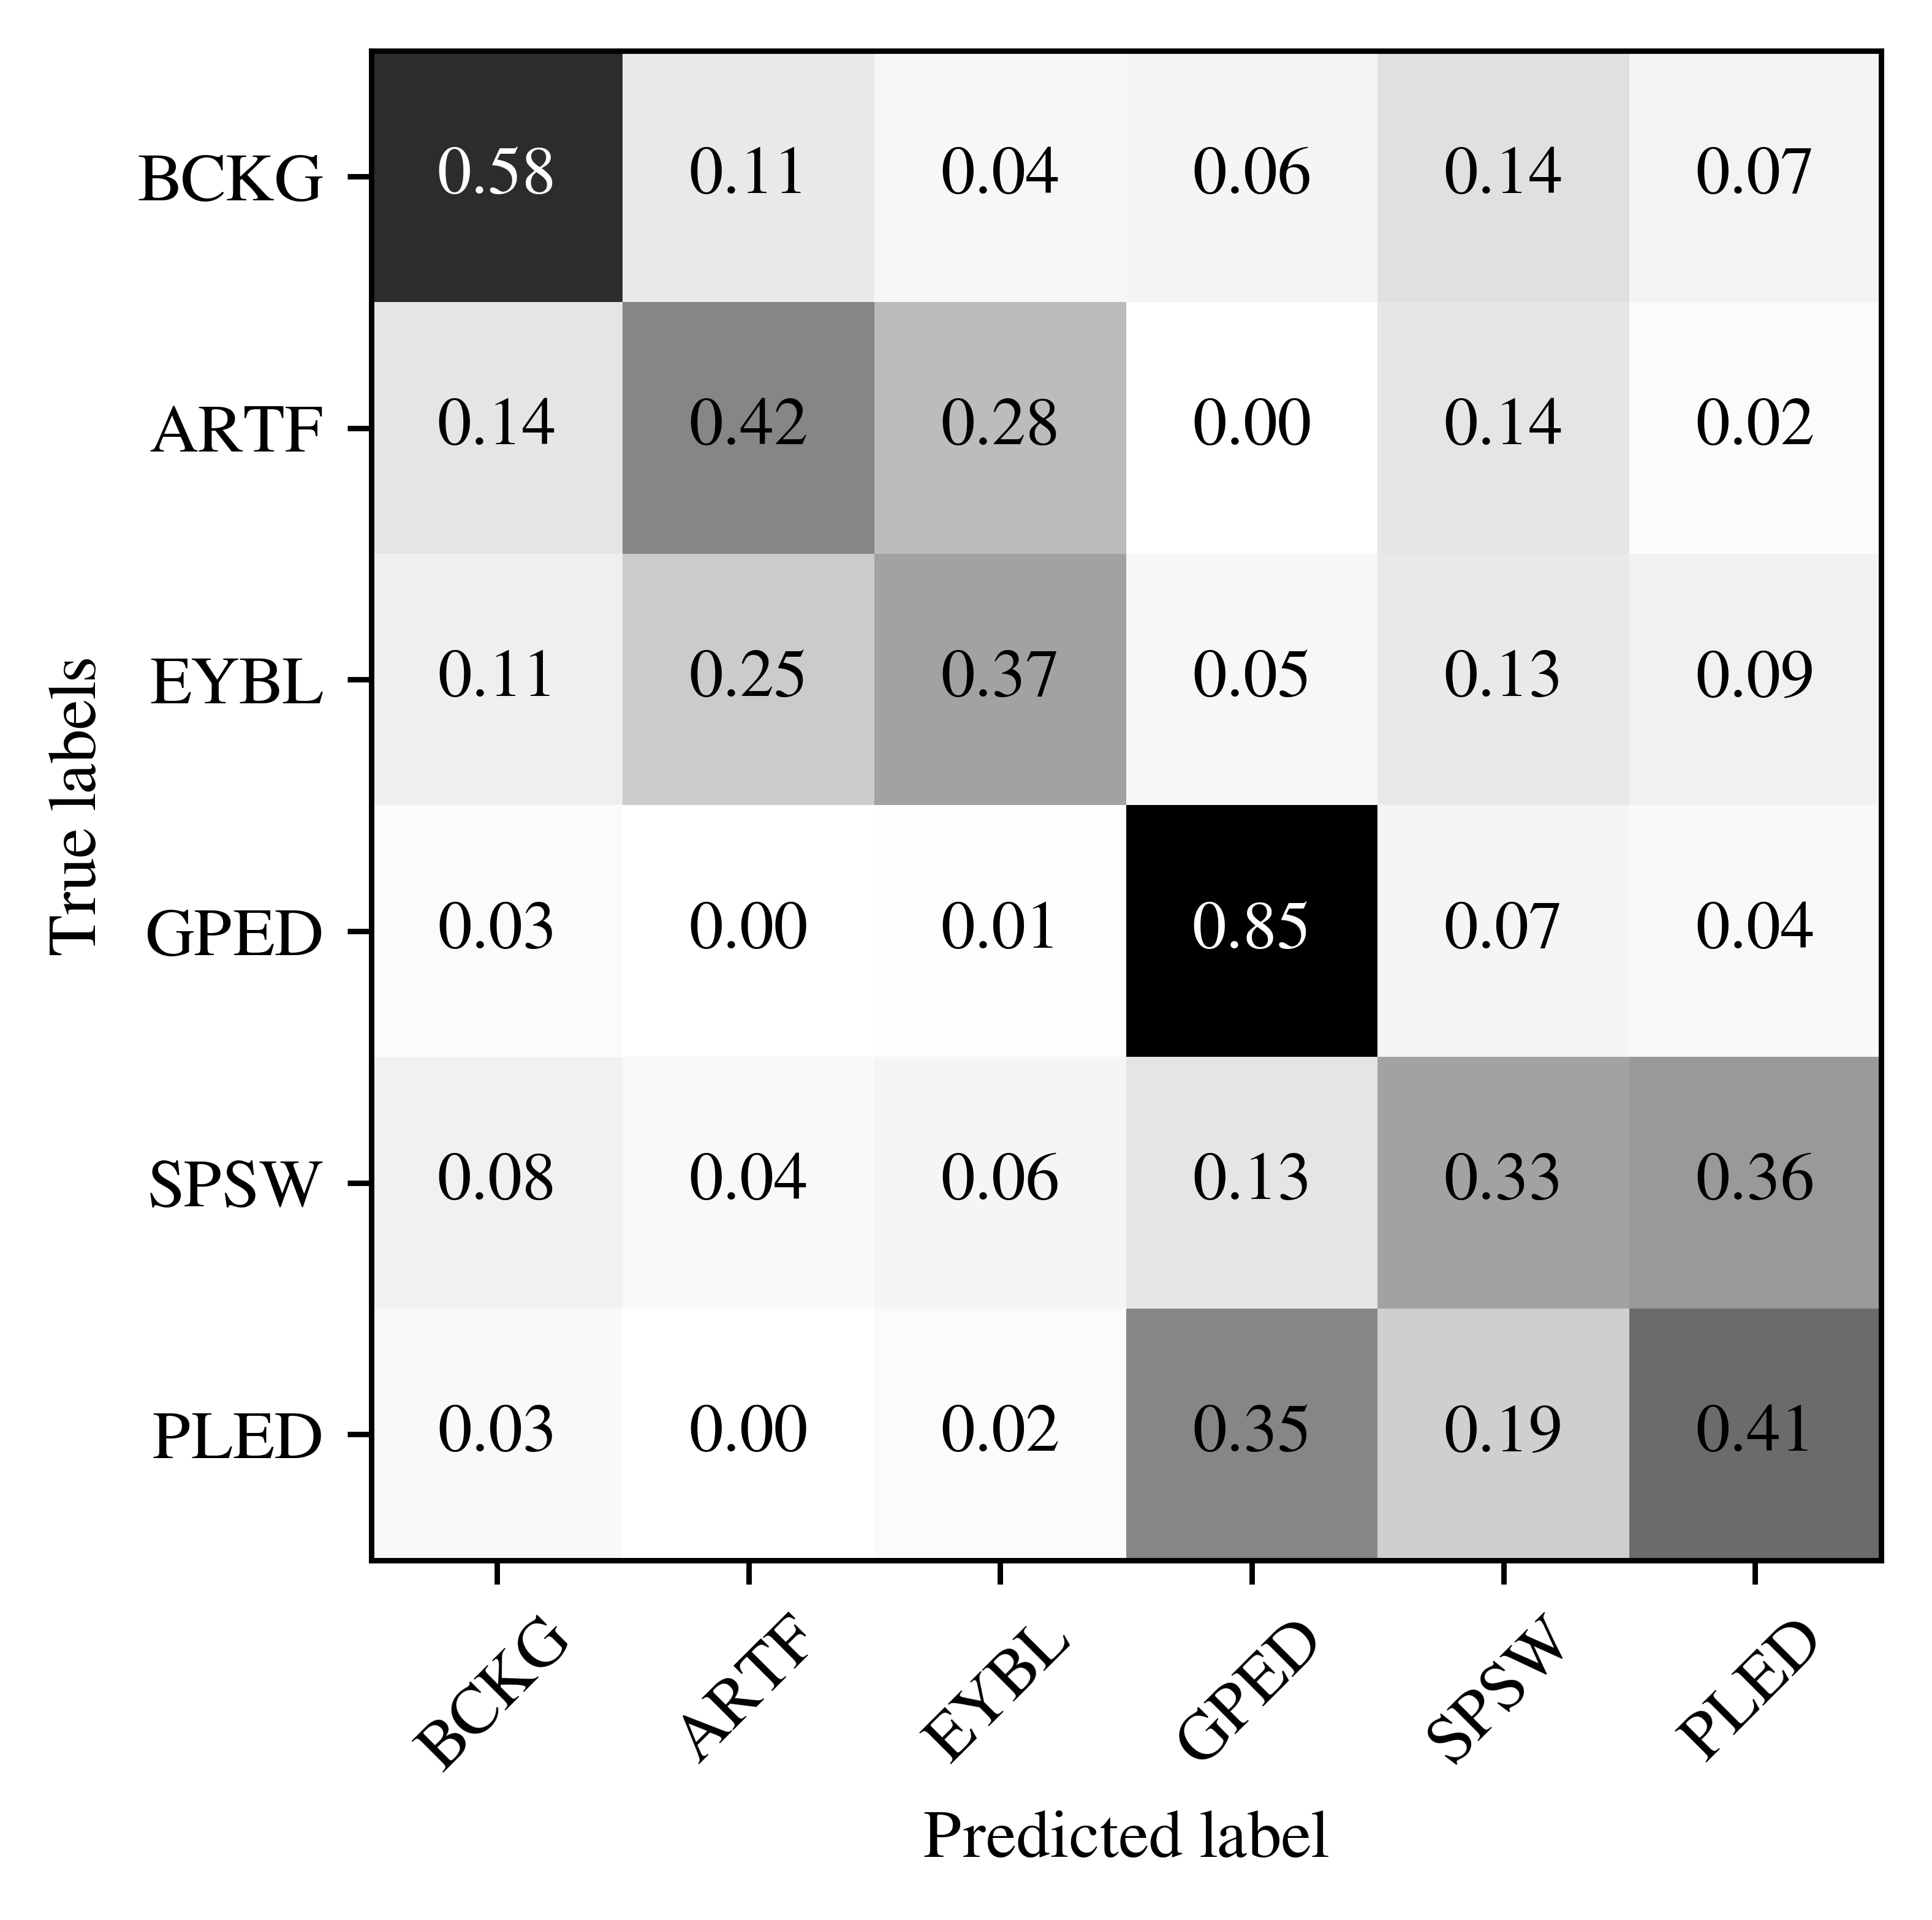 BCKG 0.58 0.11 0.04 0.06 0.14 0.07
ARTF 0.14 0.42 0.28 0.00 0.14 0.02
EYBL 0.11 0.25 0.37 0.05 0.13 0.09
GPED 0.03 0.00 0.01 0.85 0.07 0.04
SPSW 0.08 0.04 0.06 0.13 0.33 0.36
PLED 0.03 0.00 0.02 0.35 0.19 0.41
True labels
BCKG ARTF EYBL GPED SPSW PLED
Predicted label